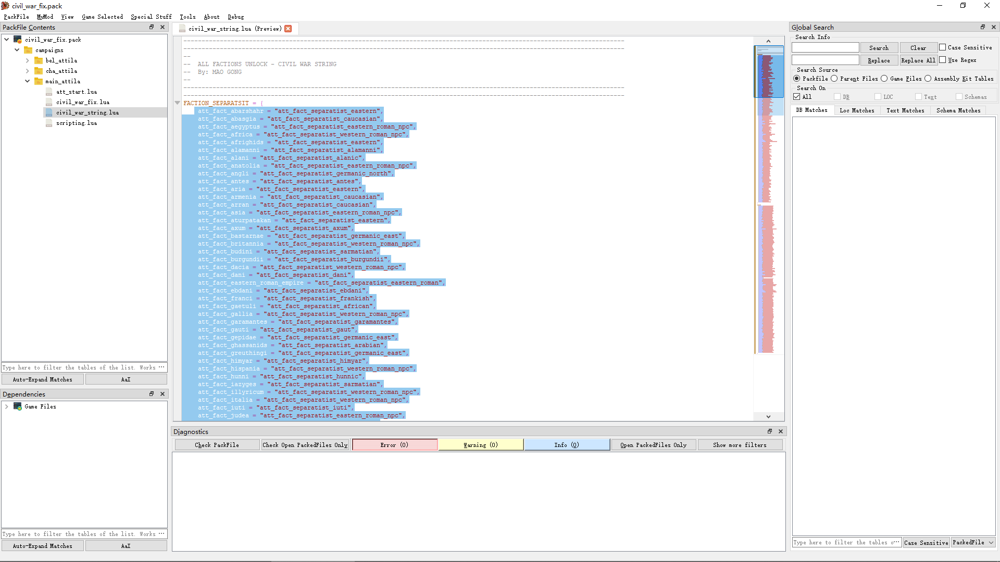 civil_war_fix.pack
PackFile MyMod View Game Selected Special Stuff Tools About Debug
PackFile Contents
civil_war_fix.pack
campaigns
bel_attila
cha_attila
main_attila
att_start.lua
civil_war_fix.lua
civil_war_string.lua
scripting.lua
Type here to filter the tables of the list. Works ...
Auto-Expand Matches AaI
Dependencies
Game Files
Type here to filter the tables of the list. Works ...
Auto-Expand Matches AaI
civil_war_string.lua (Preview)
--
-- ALL FACTIONS UNLOCK - CIVIL WAR STRING
-- By: MAO GONG
--
FACTION_SEPARATSIT = {
att_fact_abarshahr = "att_fact_separatist_eastern",
att_fact_abasgia = "att_fact_separatist_caucasian",
att_fact_aegyptus = "att_fact_separatist_eastern_roman_npc",
att_fact_africa = "att_fact_separatist_western_roman_npc",
att_fact_afrighids = "att_fact_separatist_eastern",
att_fact_alamanni = "att_fact_separatist_alamanni",
att_fact_alani = "att_fact_separatist_alanic",
att_fact_anatolia = "att_fact_separatist_eastern_roman_npc",
att_fact_angli = "att_fact_separatist_germanic_north",
att_fact_antes = "att_fact_separatist_antes",
att_fact_aria = "att_fact_separatist_eastern",
att_fact_armenia = "att_fact_separatist_caucasian",
att_fact_arran = "att_fact_separatist_caucasian",
att_fact_asia = "att_fact_separatist_eastern_roman_npc",
att_fact_aturpatakan = "att_fact_separatist_eastern",
att_fact_axum = "att_fact_separatist_axum",
att_fact_bastarnae = "att_fact_separatist_germanic_east",
att_fact_britannia = "att_fact_separatist_western_roman_npc",
att_fact_budini = "att_fact_separatist_sarmatian",
att_fact_burgundii = "att_fact_separatist_burgundii",
att_fact_dacia = "att_fact_separatist_western_roman_npc",
att_fact_dani = "att_fact_separatist_dani",
att_fact_eastern_roman_empire = "att_fact_separatist_eastern_roman",
att_fact_ebdani = "att_fact_separatist_ebdani",
att_fact_franci = "att_fact_separatist_frankish",
att_fact_gaetuli = "att_fact_separatist_african",
att_fact_gallia = "att_fact_separatist_western_roman_npc",
att_fact_garamantes = "att_fact_separatist_garamantes",
att_fact_gauti = "att_fact_separatist_gaut",
att_fact_gepidae = "att_fact_separatist_germanic_east",
att_fact_ghassanids = "att_fact_separatist_arabian",
att_fact_greuthingi = "att_fact_separatist_germanic_east",
att_fact_himyar = "att_fact_separatist_himyar",
att_fact_hispania = "att_fact_separatist_western_roman_npc",
att_fact_hunni = "att_fact_separatist_hunnic",
att_fact_iazyges = "att_fact_separatist_sarmatian",
att_fact_illyricum = "att_fact_separatist_western_roman_npc",
att_fact_italia = "att_fact_separatist_western_roman_npc",
att_fact_iuti = "att_fact_separatist_iuti",
att_fact_judea = "att_fact_separatist_eastern_roman_npc",
Diagnostics
Check PackFile Check Open PackedFiles Only Error (0) Warning (0) Info (0) Open PackedFiles Only Show more filters
Global Search
Search Info
Search Clear Case Sensitive
Replace Replace All Use Regex
Search Source
Packfile Parent Files Game Files Assembly Kit Tables
Search On
All DB LOC Text Schemas
DB Matches Loc Matches Text Matches Schema Matches
Type here to filter the tables o... Case Sensitive PackedFile